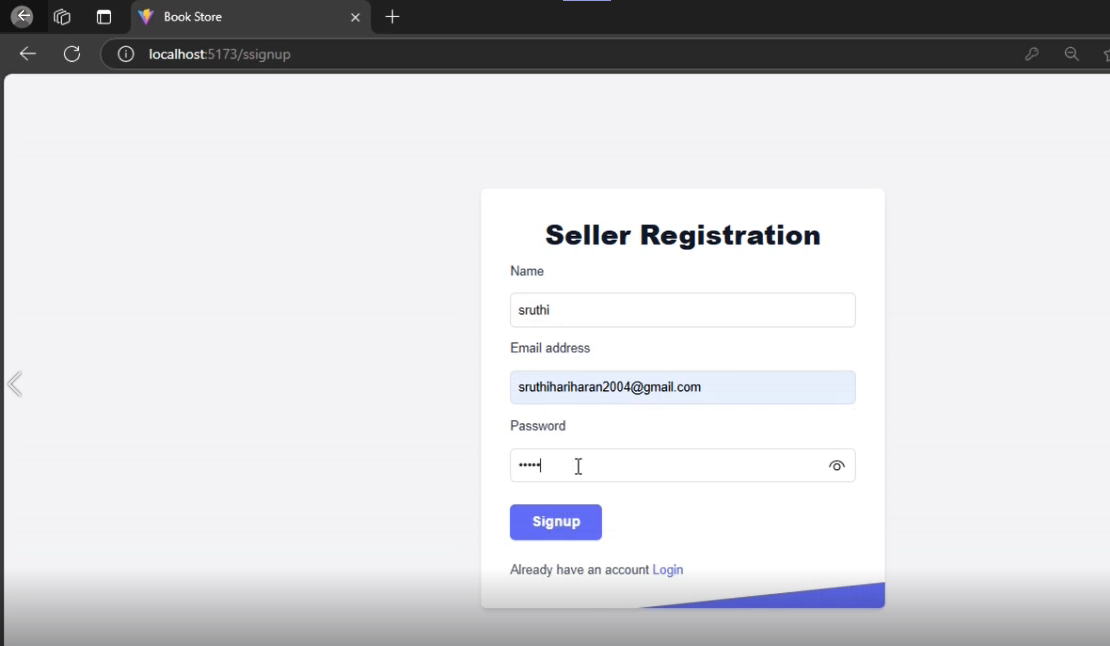 Book Store
localhost:5173/ssignup
Seller Registration
Name
sruthi
Email address
sruthihariharan2004@gmail.com
Password
•••••
Signup
Already have an account Login